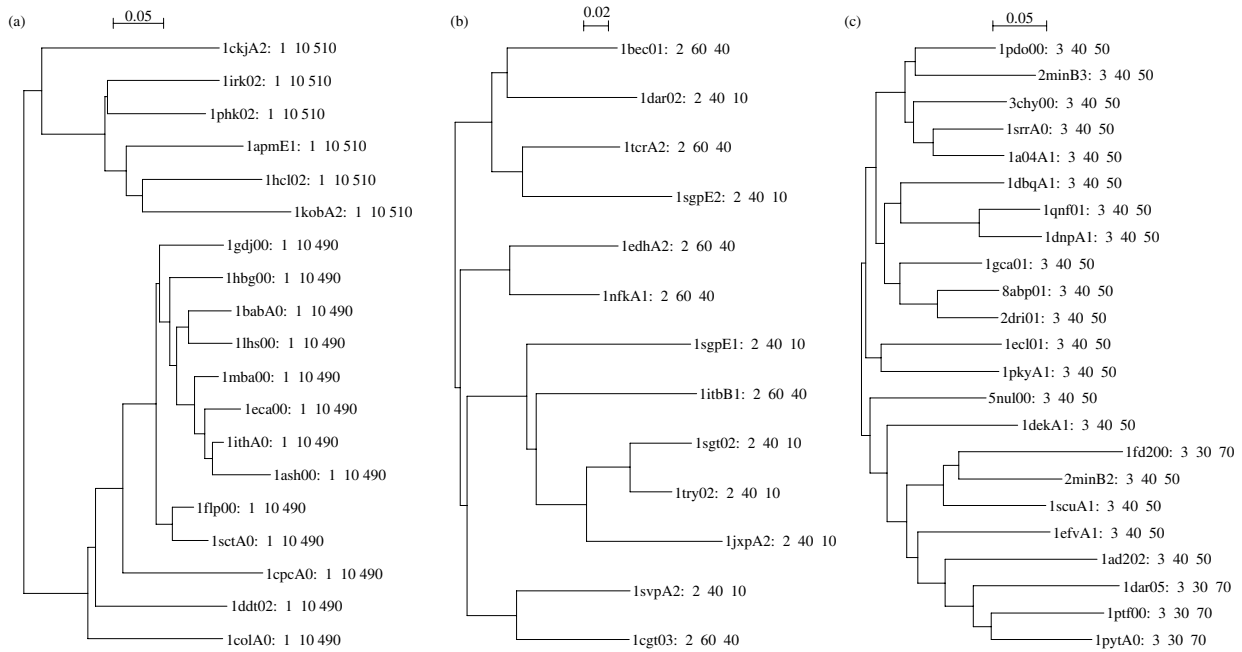 (a)
0.05
1ckjA2: 1 10 510
1irk02: 1 10 510
1phk02: 1 10 510
1apmE1: 1 10 510
1hcl02: 1 10 510
1kobA2: 1 10 510
1gdj00: 1 10 490
1hbg00: 1 10 490
1babA0: 1 10 490
1lhs00: 1 10 490
1mba00: 1 10 490
1eca00: 1 10 490
1ithA0: 1 10 490
1ash00: 1 10 490
1flp00: 1 10 490
1sctA0: 1 10 490
1cpcA0: 1 10 490
1ddt02: 1 10 490
1colA0: 1 10 490
(b)
0.02
1bec01: 2 60 40
1dar02: 2 40 10
1tcrA2: 2 60 40
1sgpE2: 2 40 10
1edhA2: 2 60 40
1nfkA1: 2 60 40
1sgpE1: 2 40 10
1itbB1: 2 60 40
1sgt02: 2 40 10
1try02: 2 40 10
1jxpA2: 2 40 10
1svpA2: 2 40 10
1cgt03: 2 60 40
(c)
0.05
1pdo00: 3 40 50
2minB3: 3 40 50
3chy00: 3 40 50
1srrA0: 3 40 50
1a04A1: 3 40 50
1dbqA1: 3 40 50
1qnf01: 3 40 50
1dnpA1: 3 40 50
1gca01: 3 40 50
8abp01: 3 40 50
2dri01: 3 40 50
1ecl01: 3 40 50
1pkyA1: 3 40 50
5nul00: 3 40 50
1dekA1: 3 40 50
1fd200: 3 30 70
2minB2: 3 40 50
1scuA1: 3 40 50
1efvA1: 3 40 50
1ad202: 3 40 50
1dar05: 3 30 70
1ptf00: 3 30 70
1pytA0: 3 30 70